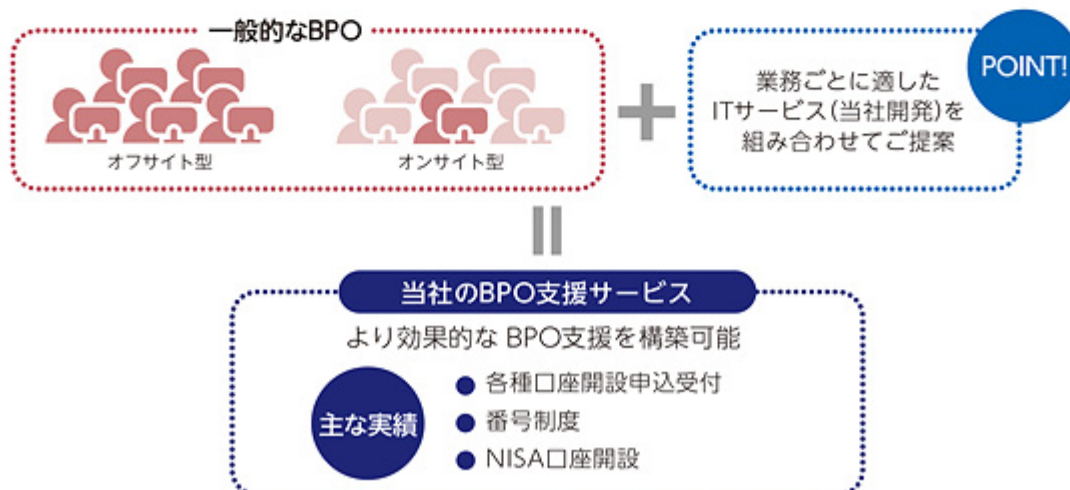 一般的なBPO
オフサイト型
オンサイト型
POINT!
業務ごとに適した
ITサービス(当社開発)を
組み合わせてご提案
当社のBPO支援サービス
より効果的な BPO支援を構築可能
主な実績
● 各種口座開設申込受付
● 番号制度
● NISA口座開設